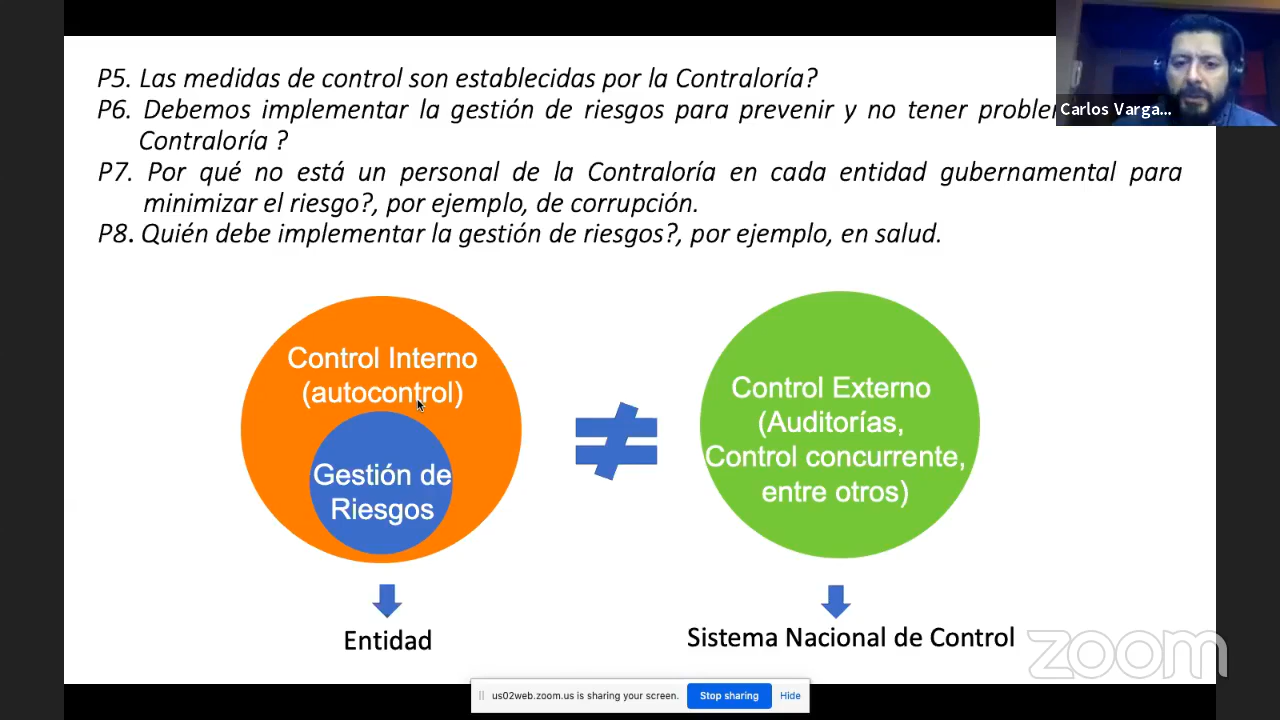 P5. Las medidas de control son establecidas por la Contraloría?
P6. Debemos implementar la gestión de riesgos para prevenir y no tener
Contraloría ?
P7. Por qué no está un personal de la Contraloría en cada entidad gubernamental para
minimizar el riesgo?, por ejemplo, de corrupción.
P8. Quién debe implementar la gestión de riesgos?, por ejemplo, en salud.
Carlos Varga...
Control Interno
(autocontrol)
Gestión de
Riesgos
≠
Control Externo
(Auditorías,
Control concurrente,
entre otros)
Entidad
Sistema Nacional de Control
zoom
us02web.zoom.us is sharing your screen.
Stop sharing
Hide